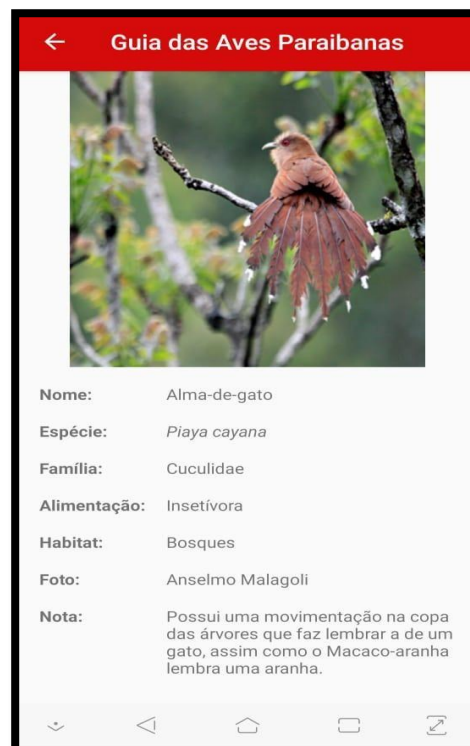 Guia das Aves Paraibanas
Nome: Alma-de-gato
Espécie: Piaya cayana
Família: Cuculidae
Alimentação: Insetívora
Habitat: Bosques
Foto: Anselmo Malagoli
Nota: Possui uma movimentação na copa
das árvores que faz lembrar a de um
gato, assim como o Macaco-aranha
lembra uma aranha.